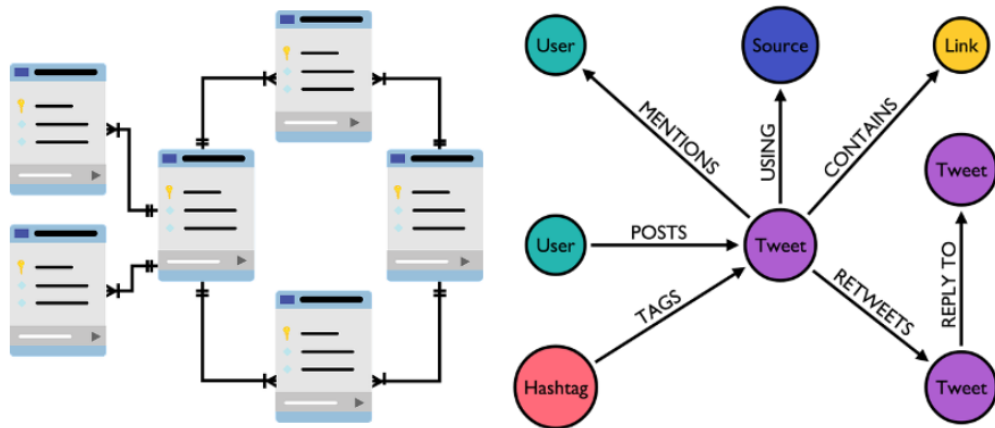 User
Source
Link
MENTIONS
USING
CONTAINS
Tweet
User
POSTS
Tweet
TAGS
RETWEETS
REPLY TO
Hashtag
Tweet